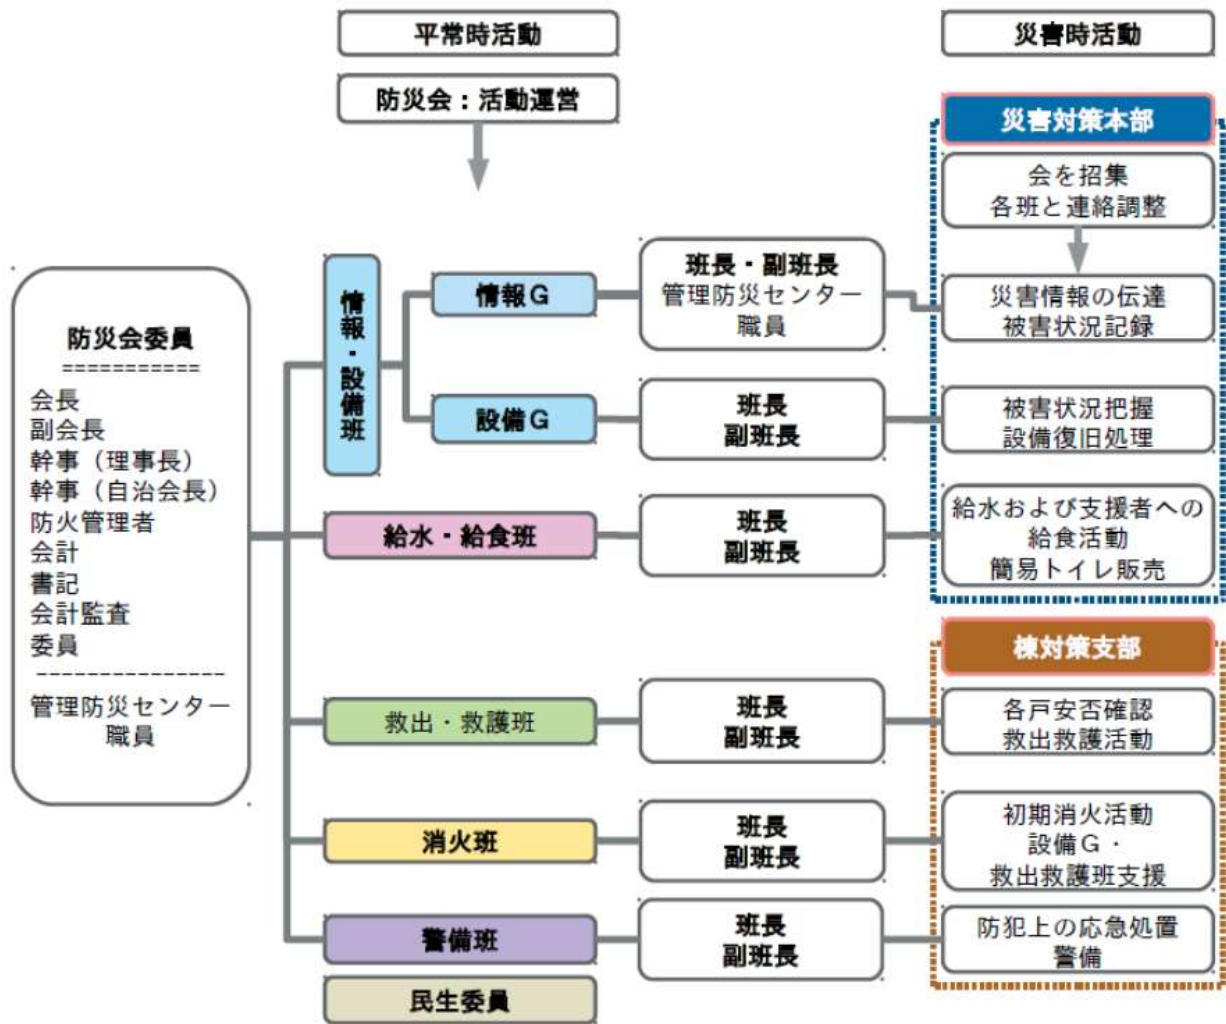 平常時活動
災害時活動
防災会：活動運営
災害対策本部
会を招集
各班と連絡調整
防災会委員
===========
会長
副会長
幹事（理事長）
幹事（自治会長）
防火管理者
会計
書記
会計監査
委員
---------------
管理防災センター
職員
情報・設備班
情報Ｇ
班長・副班長
管理防災センター
職員
災害情報の伝達
被害状況記録
設備Ｇ
班長
副班長
被害状況把握
設備復旧処理
給水・給食班
班長
副班長
給水および支援者への
給食活動
簡易トイレ販売
棟対策支部
救出・救護班
班長
副班長
各戸安否確認
救出救護活動
消火班
班長
副班長
初期消火活動
設備Ｇ・
救出救護班支援
警備班
班長
副班長
防犯上の応急処置
警備
民生委員